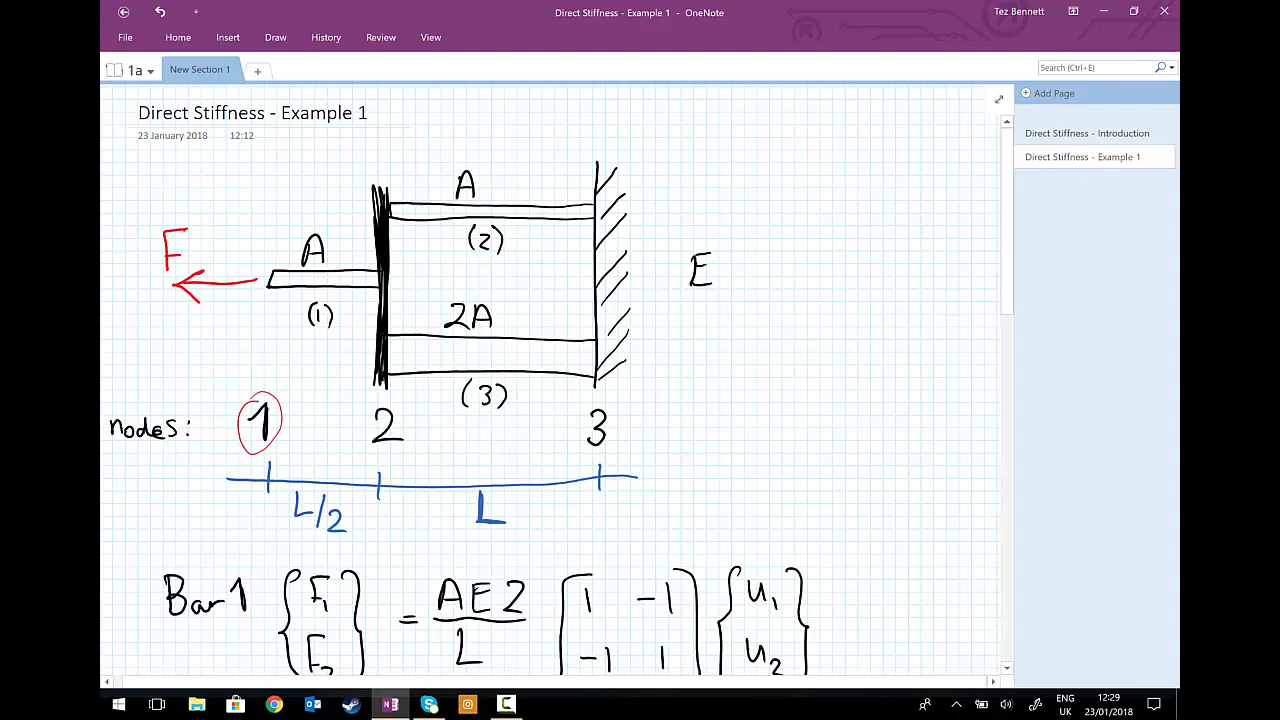 Direct Stiffness - Example 1 - OneNote
Tez Bennett
File Home Insert Draw History Review View
1a New Section 1
Search (Ctrl+E)
Add Page
Direct Stiffness - Introduction
Direct Stiffness - Example 1
Direct Stiffness - Example 1
23 January 2018 12:12
A
(2)
F
A
(1)
E
2A
(3)
nodes: 1 2 3
L/2 L
Bar 1 F₁ = AE2 1 -1 u₁
F₂ L -1 1 u₂
ENG 12:29
UK 23/01/2018